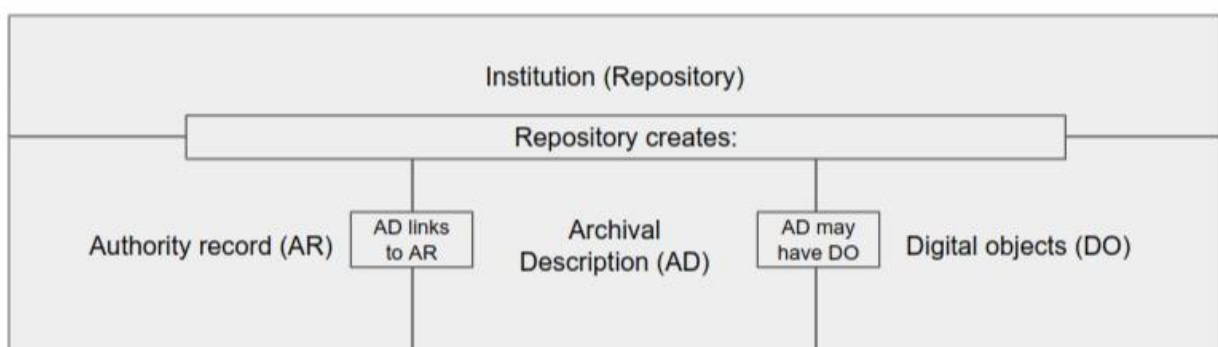 Institution (Repository)
Repository creates:
Authority record (AR)
AD links
to AR
Archival
Description (AD)
AD may
have DO
Digital objects (DO)